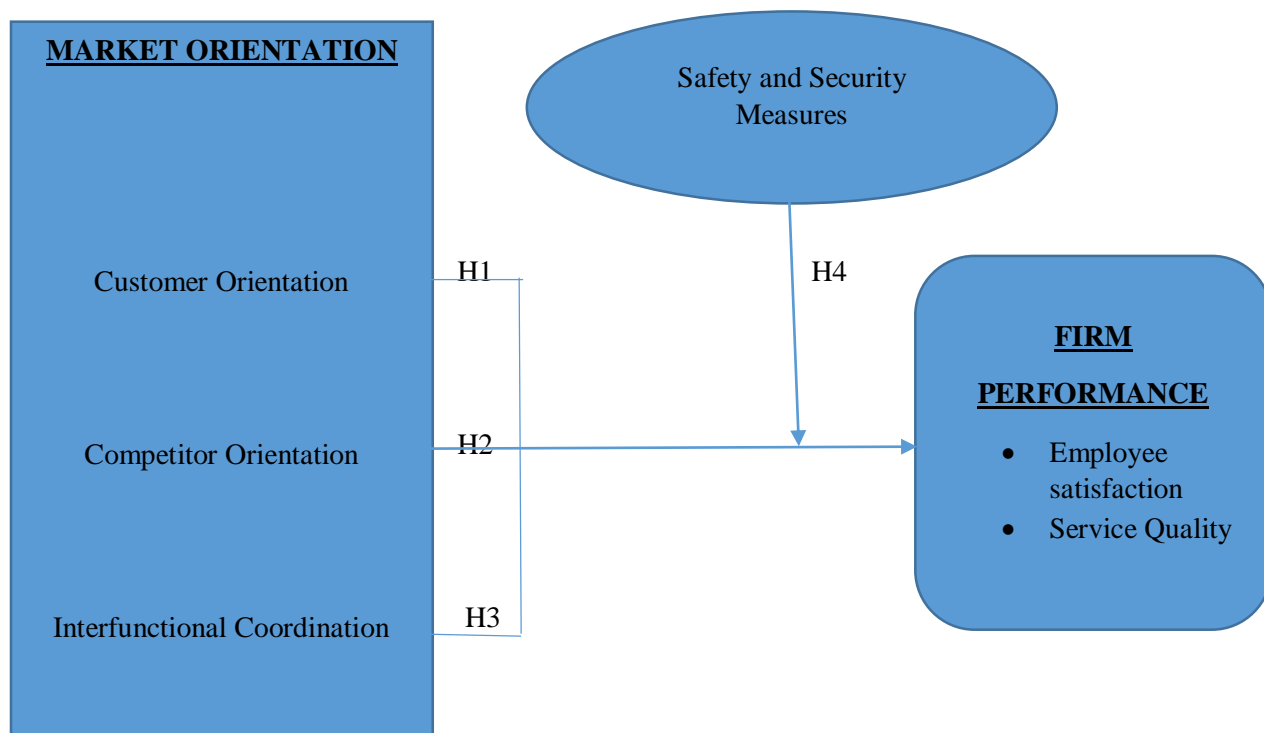 MARKET ORIENTATION
Safety and Security
Measures
Customer Orientation
H1
H4
Competitor Orientation
H2
Interfunctional Coordination
H3
FIRM
PERFORMANCE
• Employee
satisfaction
• Service Quality